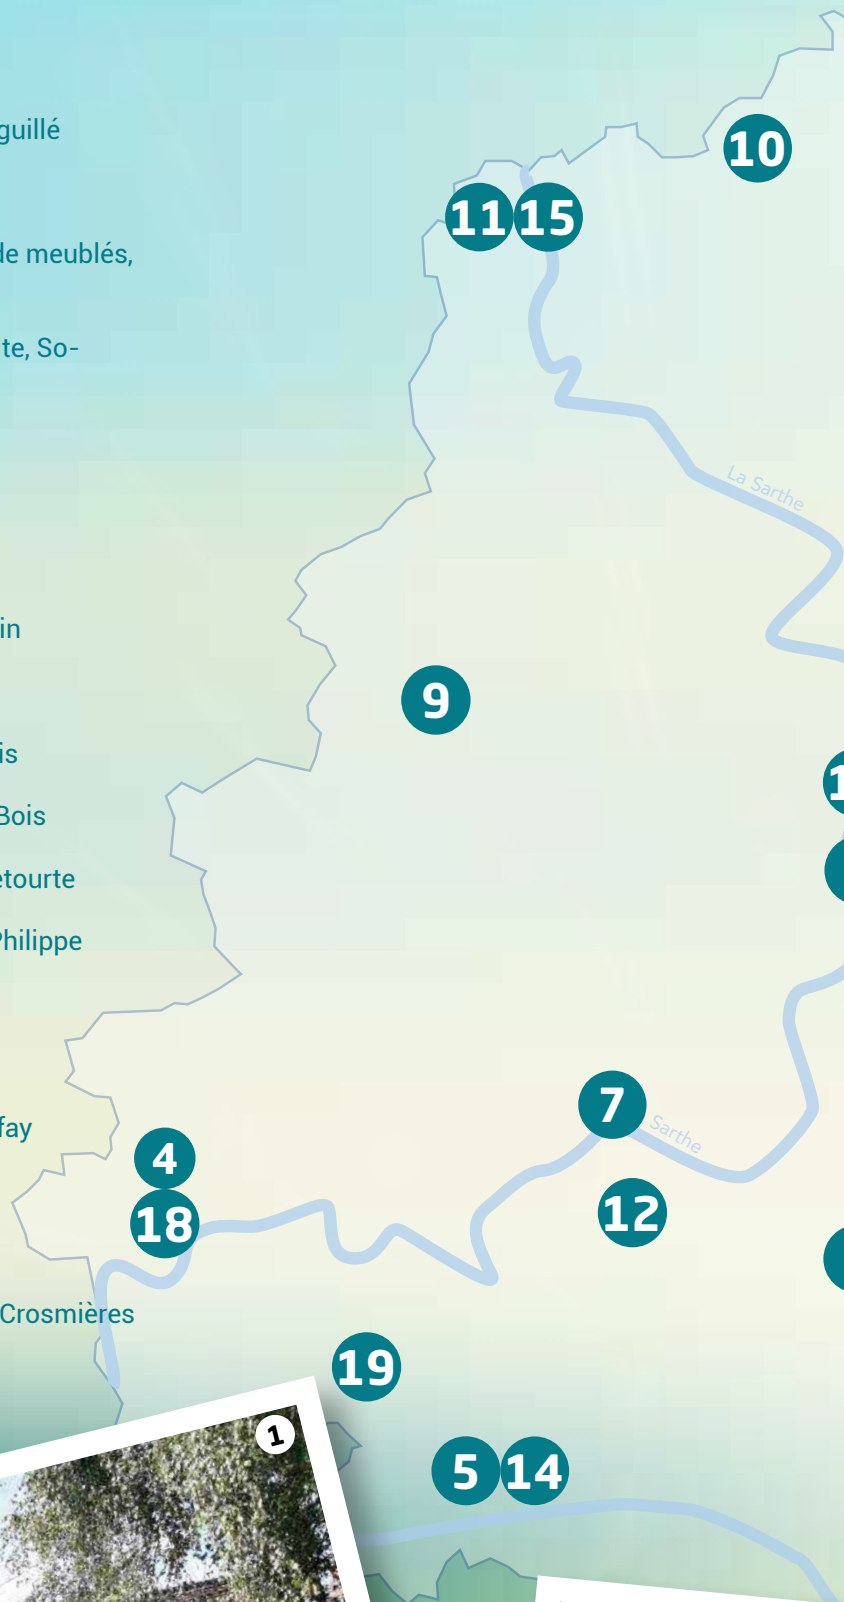 guillé
de meublés,
te, So-
in
is
Bois
etourte
Philippe
fay
Crosmières
10
11 15
La Sarthe
9
1
7
Sarthe
4
12
18
19
1
5 14